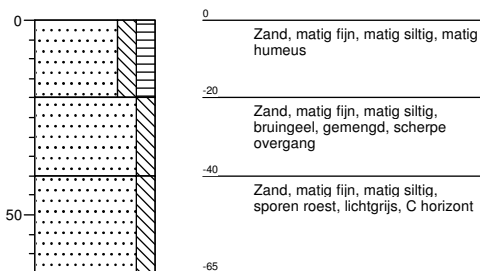 0
0
Zand, matig fijn, matig siltig, matig
humeus
-20
Zand, matig fijn, matig siltig,
bruingeel, gemengd, scherpe
overgang
-40
Zand, matig fijn, matig siltig,
sporen roest, lichtgrijs, C horizont
50
-65